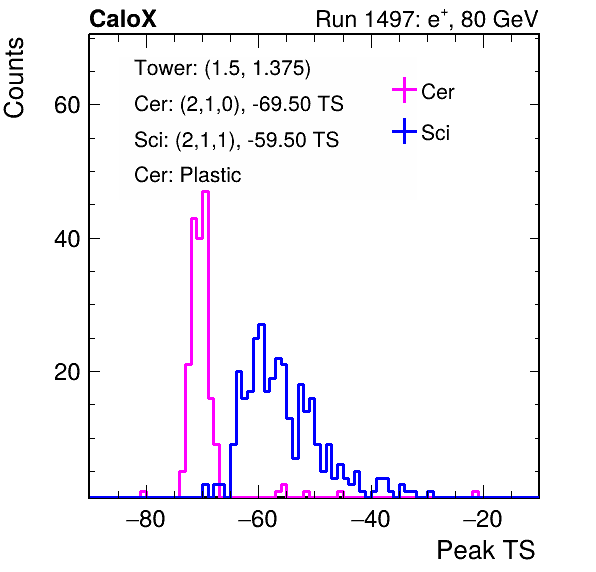 CaloX Run 1497: e⁺, 80 GeV
Counts
Tower: (1.5, 1.375)
Cer: (2,1,0), -69.50 TS
Sci: (2,1,1), -59.50 TS
Cer: Plastic
Cer
Sci
60
40
20
−80 −60 −40 −20
Peak TS